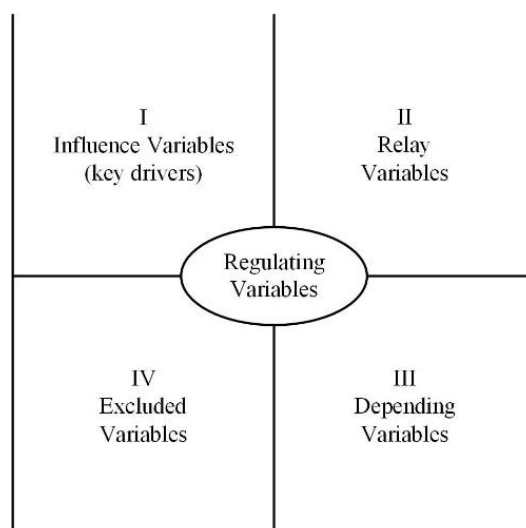 I
Influence Variables
(key drivers)
II
Relay
Variables
Regulating
Variables
IV
Excluded
Variables
III
Depending
Variables